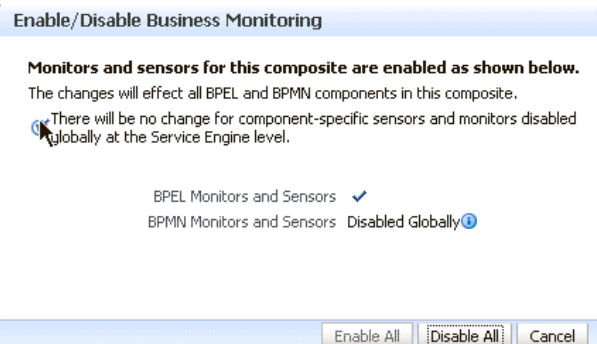 Enable/Disable Business Monitoring
Monitors and sensors for this composite are enabled as shown below.
The changes will effect all BPEL and BPMN components in this composite.
There will be no change for component-specific sensors and monitors disabled
globally at the Service Engine level.
BPEL Monitors and Sensors
BPMN Monitors and Sensors Disabled Globally
Enable All Disable All Cancel